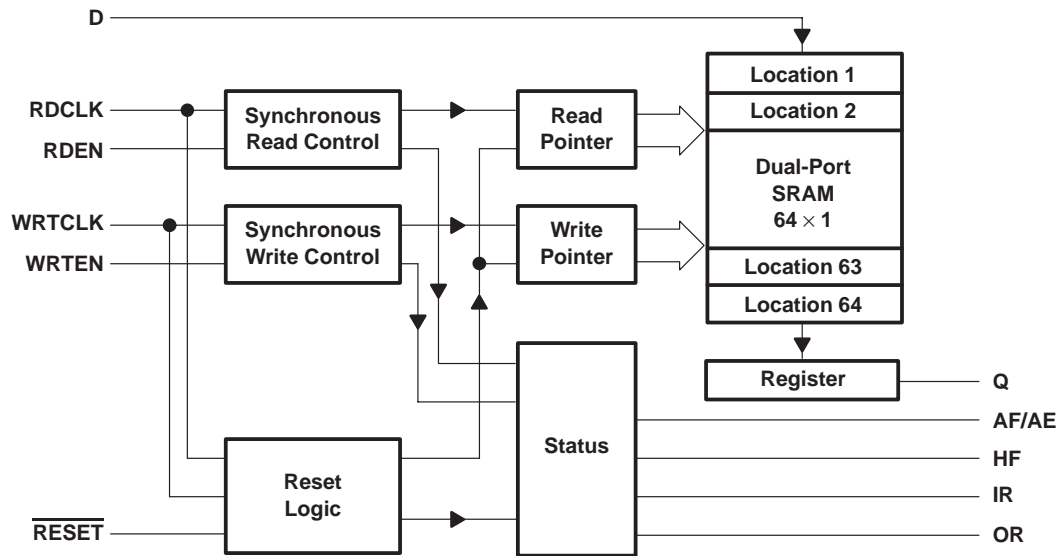 D
RDCLK
RDEN
WRTCLK
WRTEN
RESET
Synchronous
Read Control
Synchronous
Write Control
Reset
Logic
Read
Pointer
Write
Pointer
Status
Location 1
Location 2
Dual-Port
SRAM
64 × 1
Location 63
Location 64
Register
Q
AF/AE
HF
IR
OR